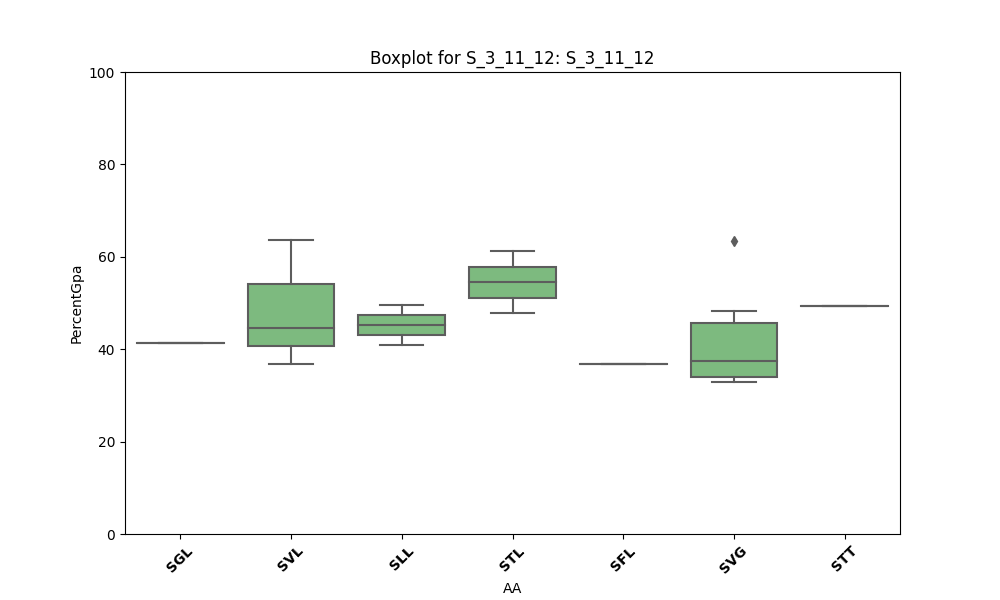 Boxplot for S_3_11_12: S_3_11_12
100
80
60
40
20
0
PercentGpa
SGL
SVL
SLL
STL
SFL
SVG
STT
AA